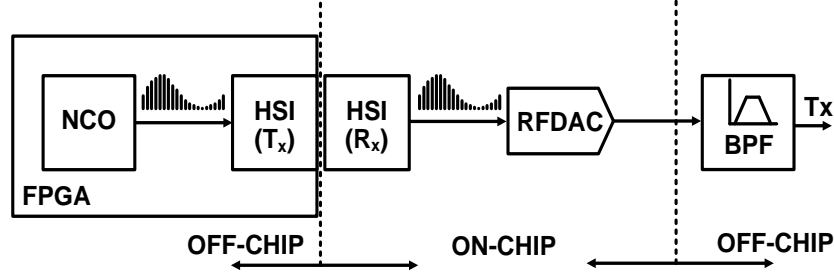 NCO
HSI
(Tx)
HSI
(Rx)
RFDAC
BPF
Tx
FPGA
OFF-CHIP
ON-CHIP
OFF-CHIP